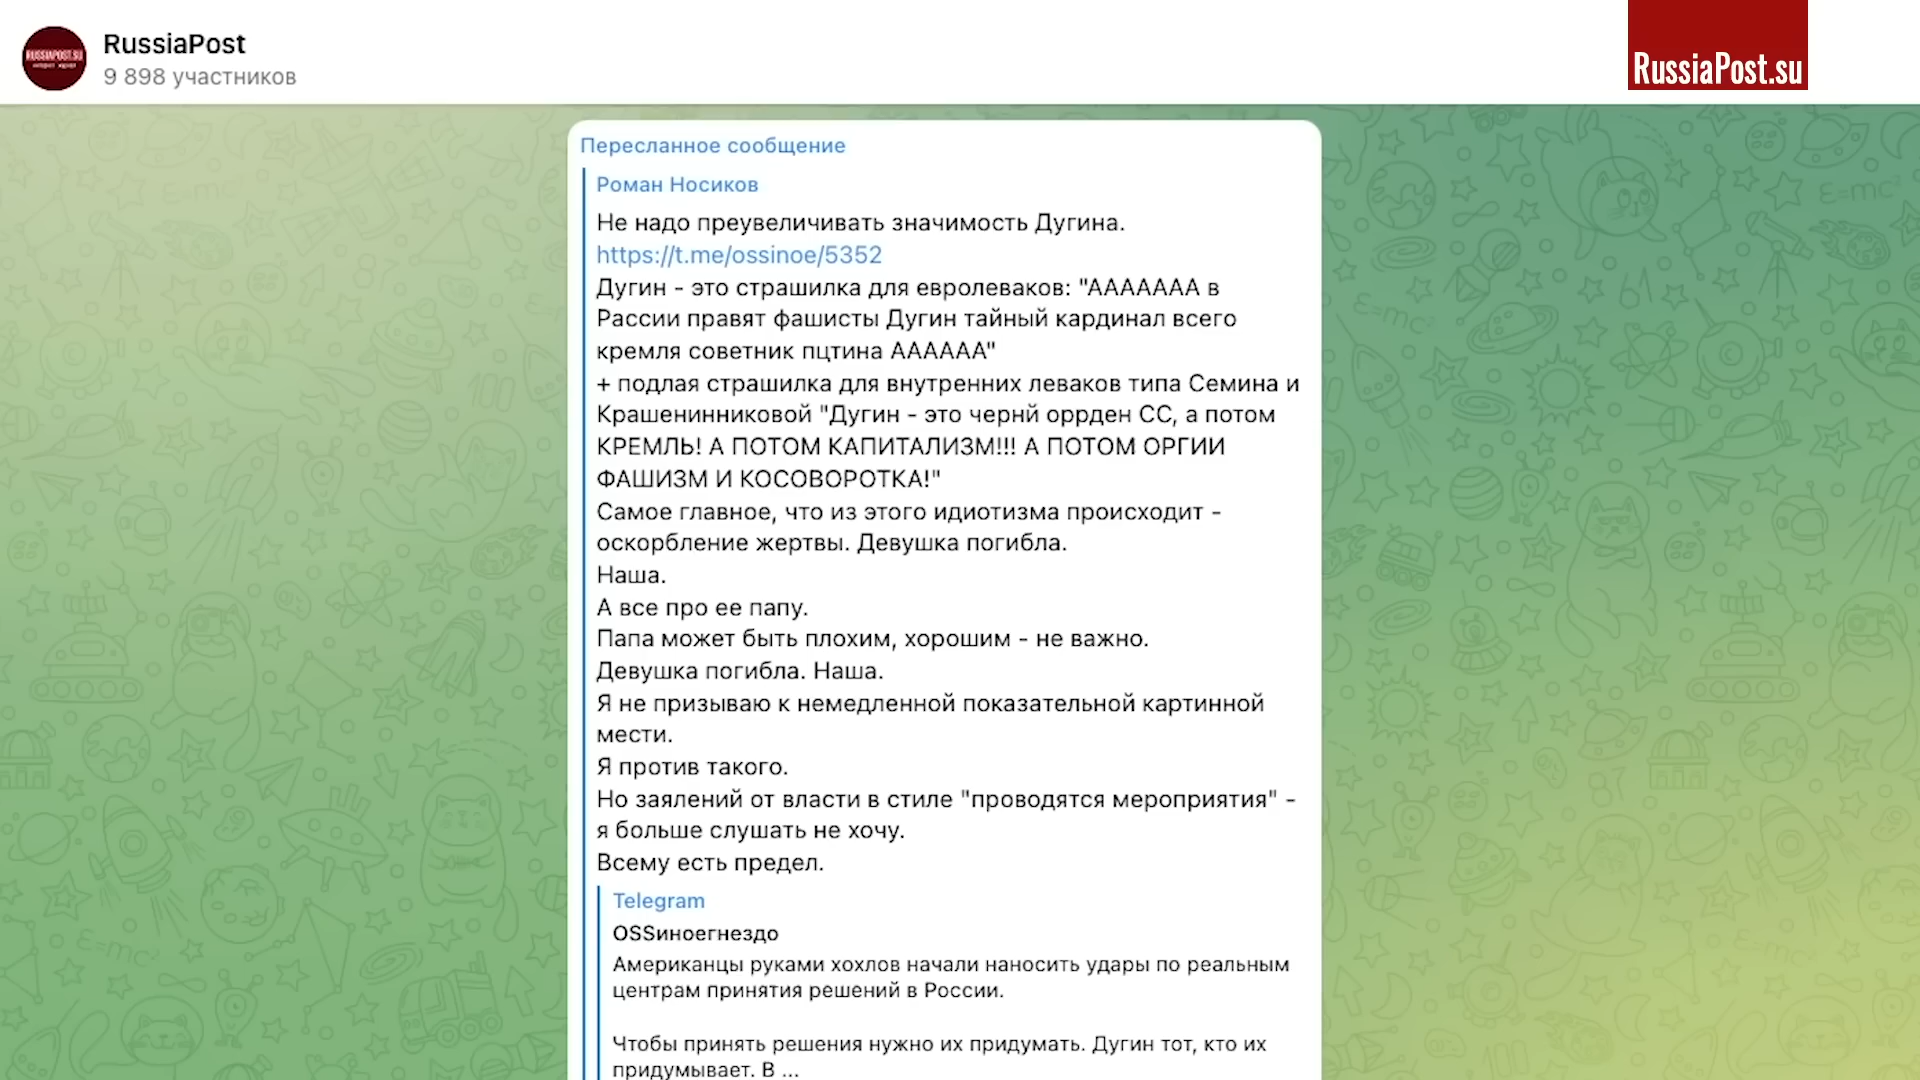 RussiaPost
9 898 участников
RussiaPost.su
Пересланное сообщение
Роман Носиков
Не надо преувеличивать значимость Дугина.
https://t.me/ossinoe/5352
Дугин - это страшилка для евролеваков: "ААААААА в
Рассии правят фашисты Дугин тайный кардинал всего
кремля советник пцтина АААААА"
+ подлая страшилка для внутренних леваков типа Семина и
Крашенинниковой "Дугин - это чернй оррден СС, а потом
КРЕМЛЬ! А ПОТОМ КАПИТАЛИЗМ!!! А ПОТОМ ОРГИИ
ФАШИЗМ И КОСОВОРОТКА!"
Самое главное, что из этого идиотизма происходит -
оскорбление жертвы. Девушка погибла.
Наша.
А все про ее папу.
Папа может быть плохим, хорошим - не важно.
Девушка погибла. Наша.
Я не призываю к немедленной показательной картинной
мести.
Я против такого.
Но заялений от власти в стиле "проводятся мероприятия" -
я больше слушать не хочу.
Всему есть предел.
Telegram
OSSиноегнездо
Американцы руками хохлов начали наносить удары по реальным
центрам принятия решений в России.
Чтобы принять решения нужно их придумать. Дугин тот, кто их
придумывает. В ...